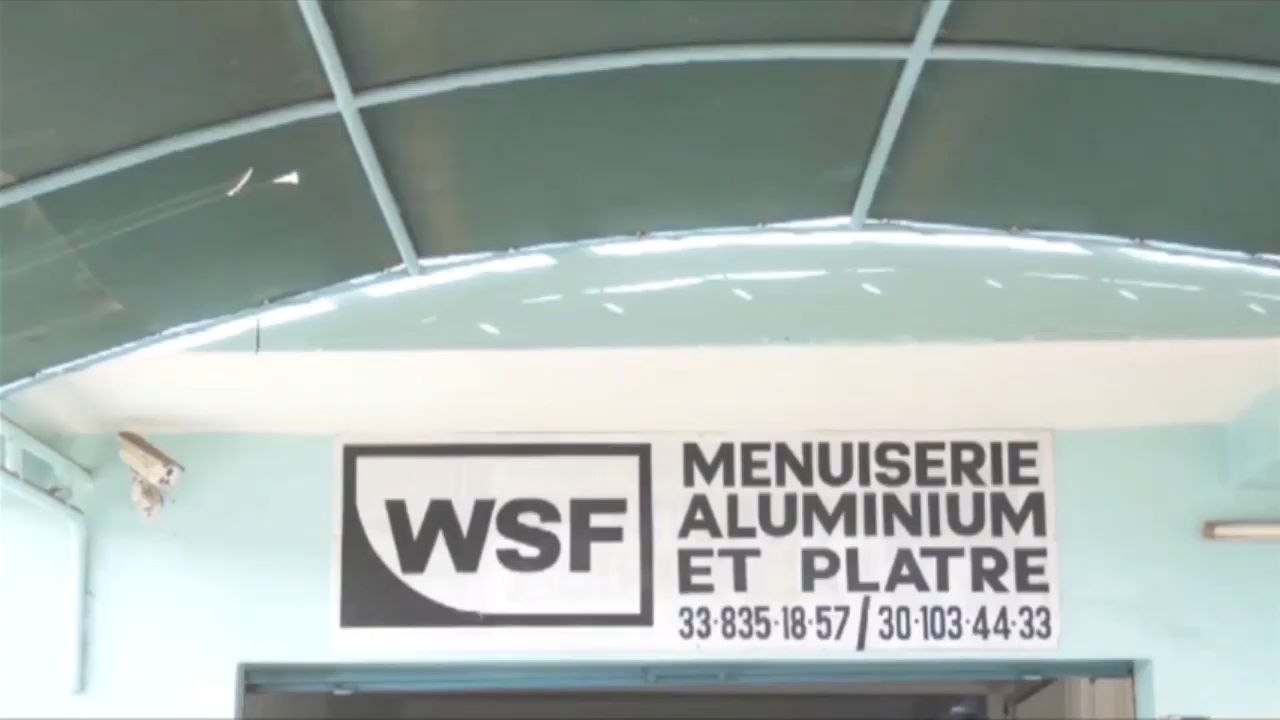 WSF
MENUISERIE
ALUMINIUM
ET PLATRE
33·835·18·57/30·103·44·33